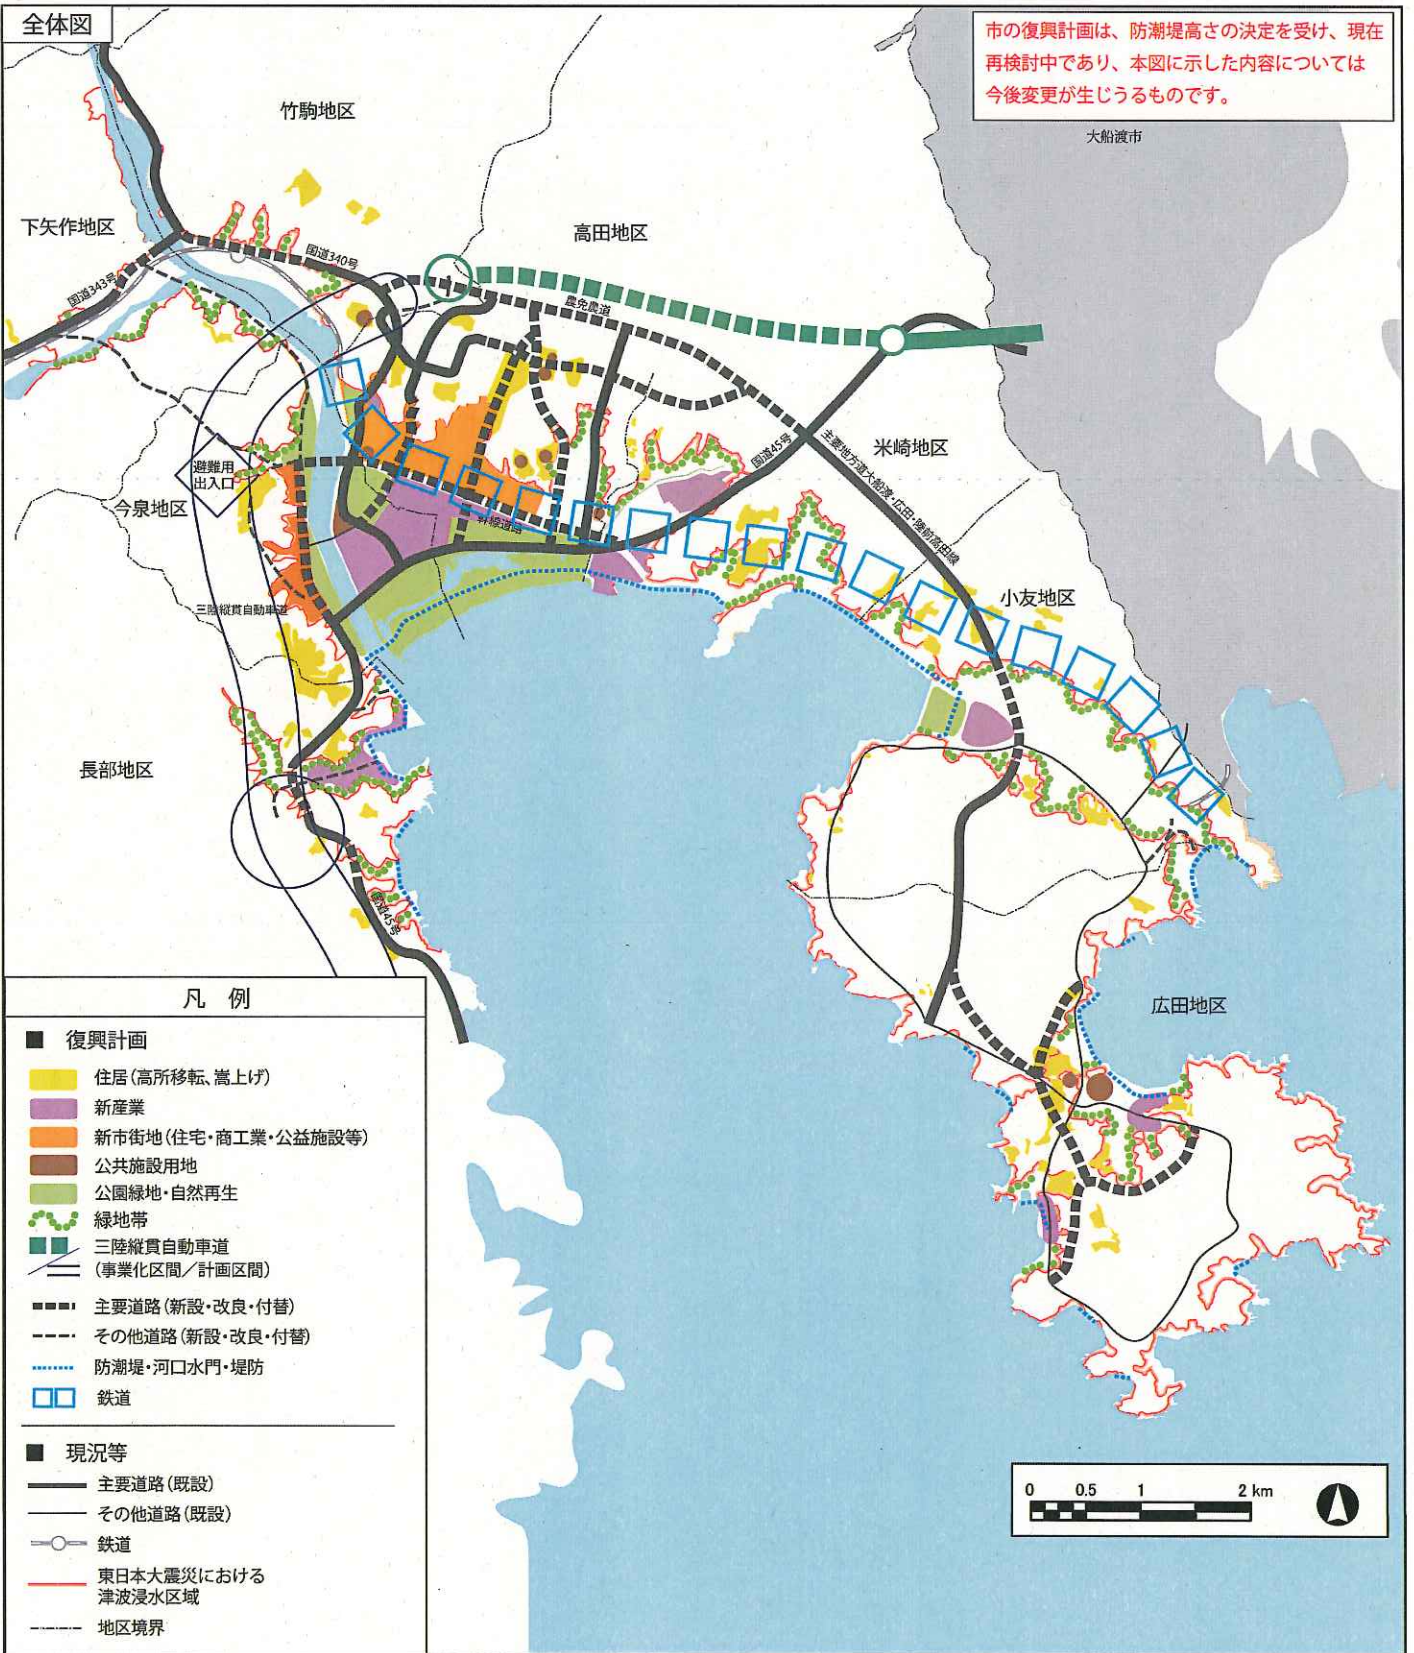 全体図
市の復興計画は、防潮堤高さの決定を受け、現在
再検討中であり、本図に示した内容については
今後変更が生じうるものです。
大船渡市
竹駒地区
下矢作地区
高田地区
国道340号
国道343号
農免農道
米崎地区
国道45号
主要地方道大船渡・広田・陸前高田線
避難用
出入口
今泉地区
幹線道路
小友地区
三陸縦貫自動車道
長部地区
国道45号
広田地区
凡 例
■ 復興計画
住居(高所移転、嵩上げ)
新産業
新市街地(住宅・商工業・公益施設等)
公共施設用地
公園緑地・自然再生
緑地帯
三陸縦貫自動車道
(事業化区間/計画区間)
主要道路(新設・改良・付替)
その他道路(新設・改良・付替)
防潮堤・河口水門・堤防
鉄道
■ 現況等
主要道路(既設)
その他道路(既設)
鉄道
東日本大震災における
津波浸水区域
地区境界
0 0.5 1 2 km